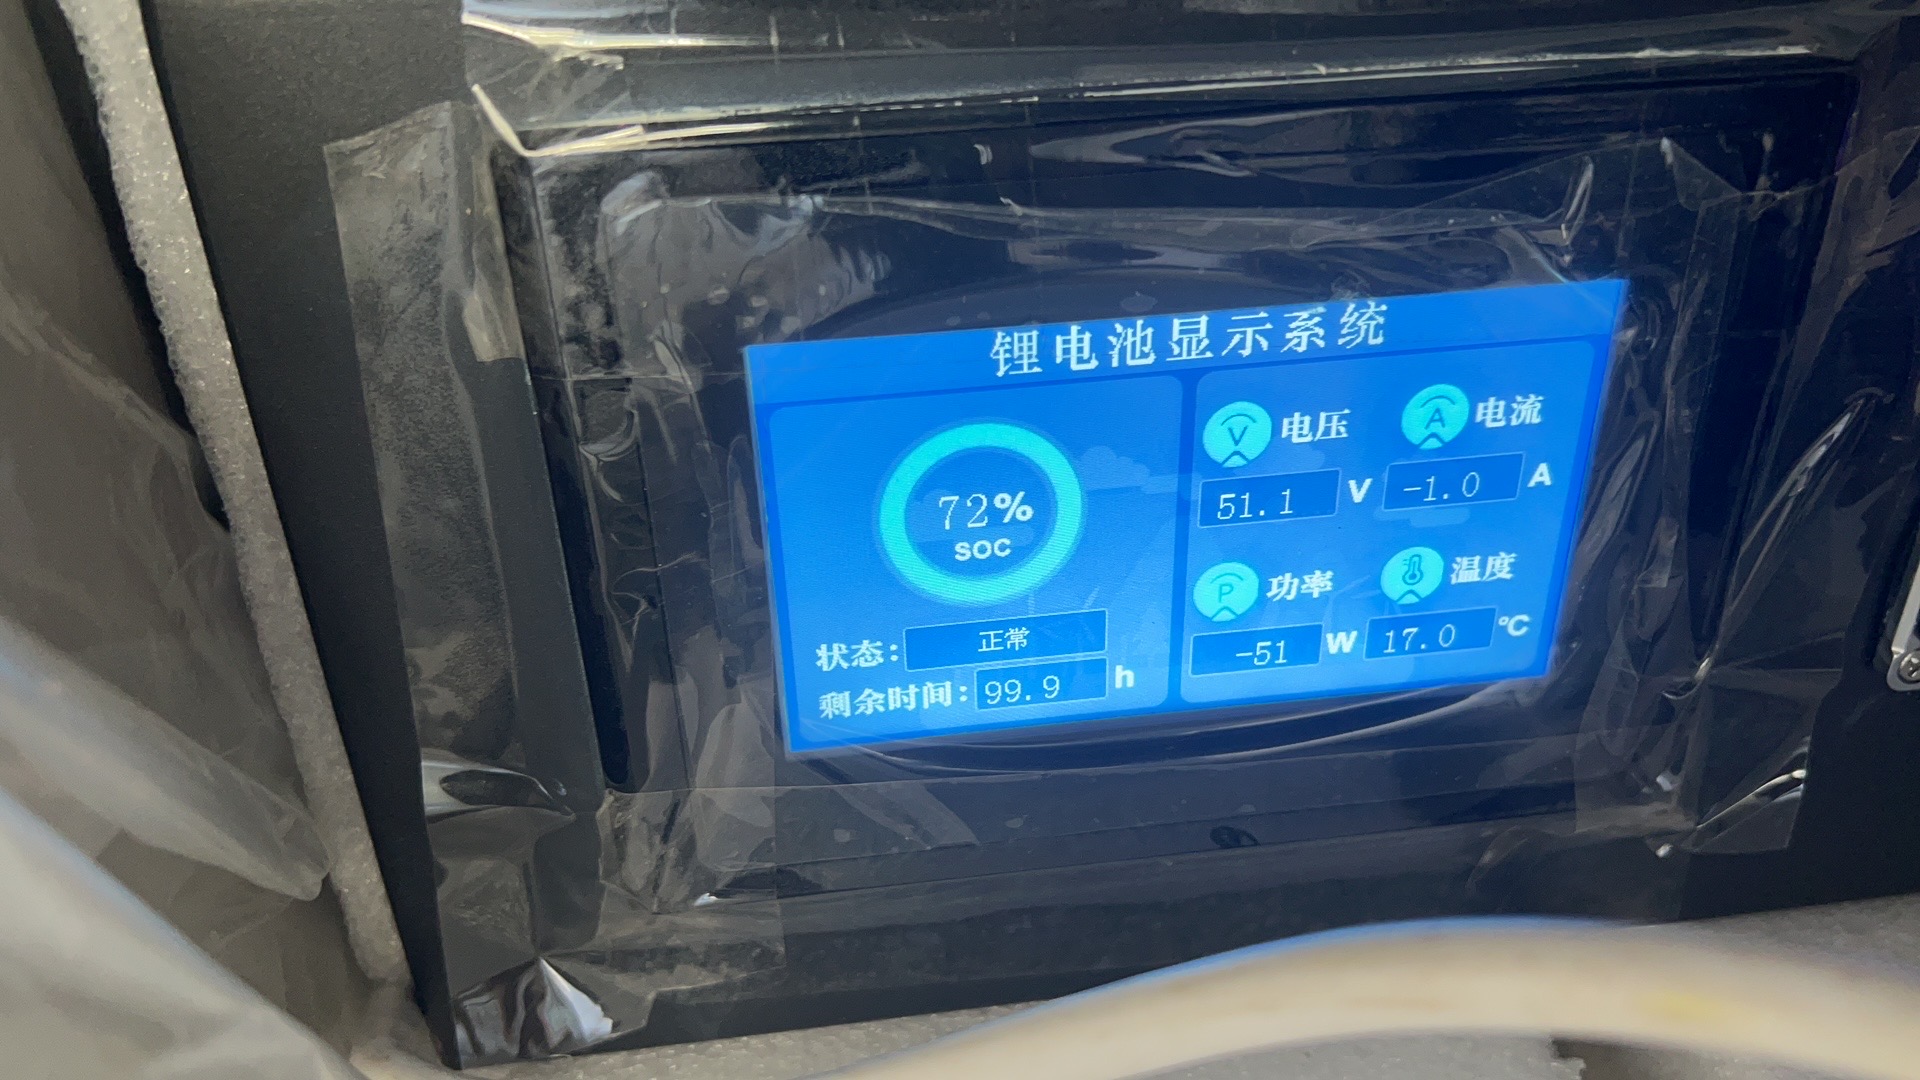 锂电池显示系统
72%
SOC
状态：正常
剩余时间：99.9 h
V 电压
51.1 V
A 电流
-1.0 A
P 功率
-51 W
温度
17.0 ℃